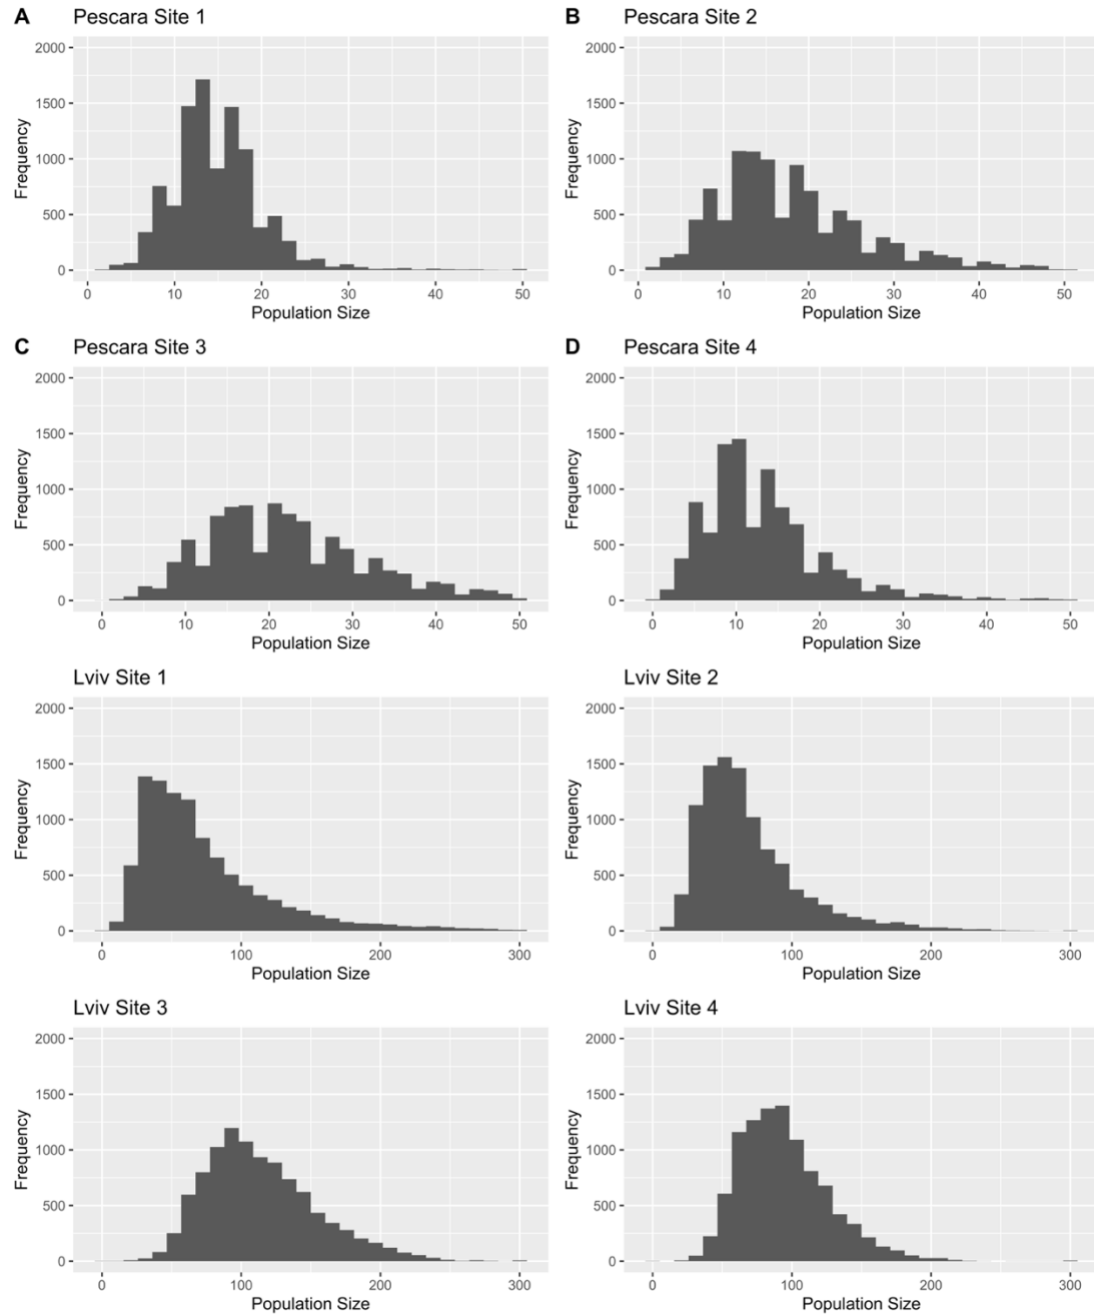 A Pescara Site 1
2000
1500
1000
500
0
Frequency
0 10 20 30 40 50
Population Size
B Pescara Site 2
2000
1500
1000
500
0
Frequency
0 10 20 30 40 50
Population Size
C Pescara Site 3
2000
1500
1000
500
0
Frequency
0 10 20 30 40 50
Population Size
D Pescara Site 4
2000
1500
1000
500
0
Frequency
0 10 20 30 40 50
Population Size
Lviv Site 1
2000
1500
1000
500
0
Frequency
0 100 200 300
Population Size
Lviv Site 2
2000
1500
1000
500
0
Frequency
0 100 200 300
Population Size
Lviv Site 3
2000
1500
1000
500
0
Frequency
0 100 200 300
Population Size
Lviv Site 4
2000
1500
1000
500
0
Frequency
0 100 200 300
Population Size